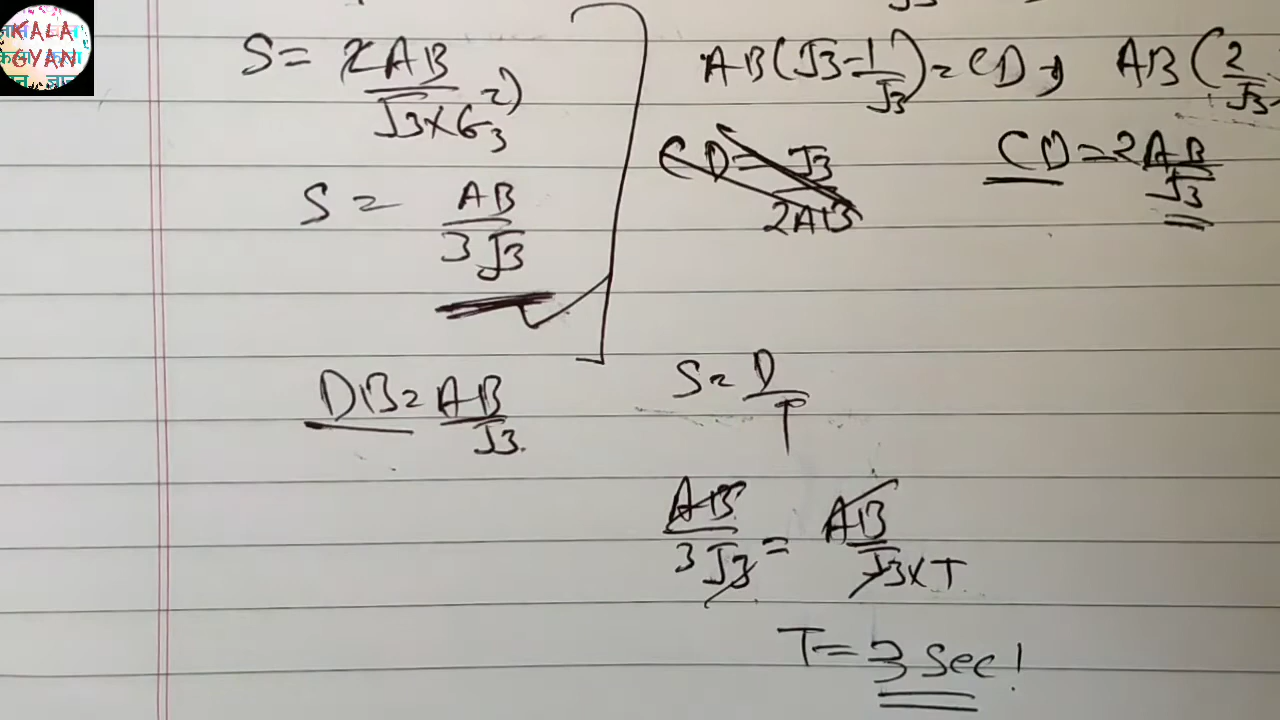 KALA
GYAN
S = 2AB / √3×6 3 2)
S = AB / 3√3
AB(√3 - 1/√3) = CD → AB(2/√3
CD = √3 / 2AB
CD = 2AB / √3
DB = AB / √3
S = D / T
AB / 3√3 = AB / √3×T
T = 3 sec!